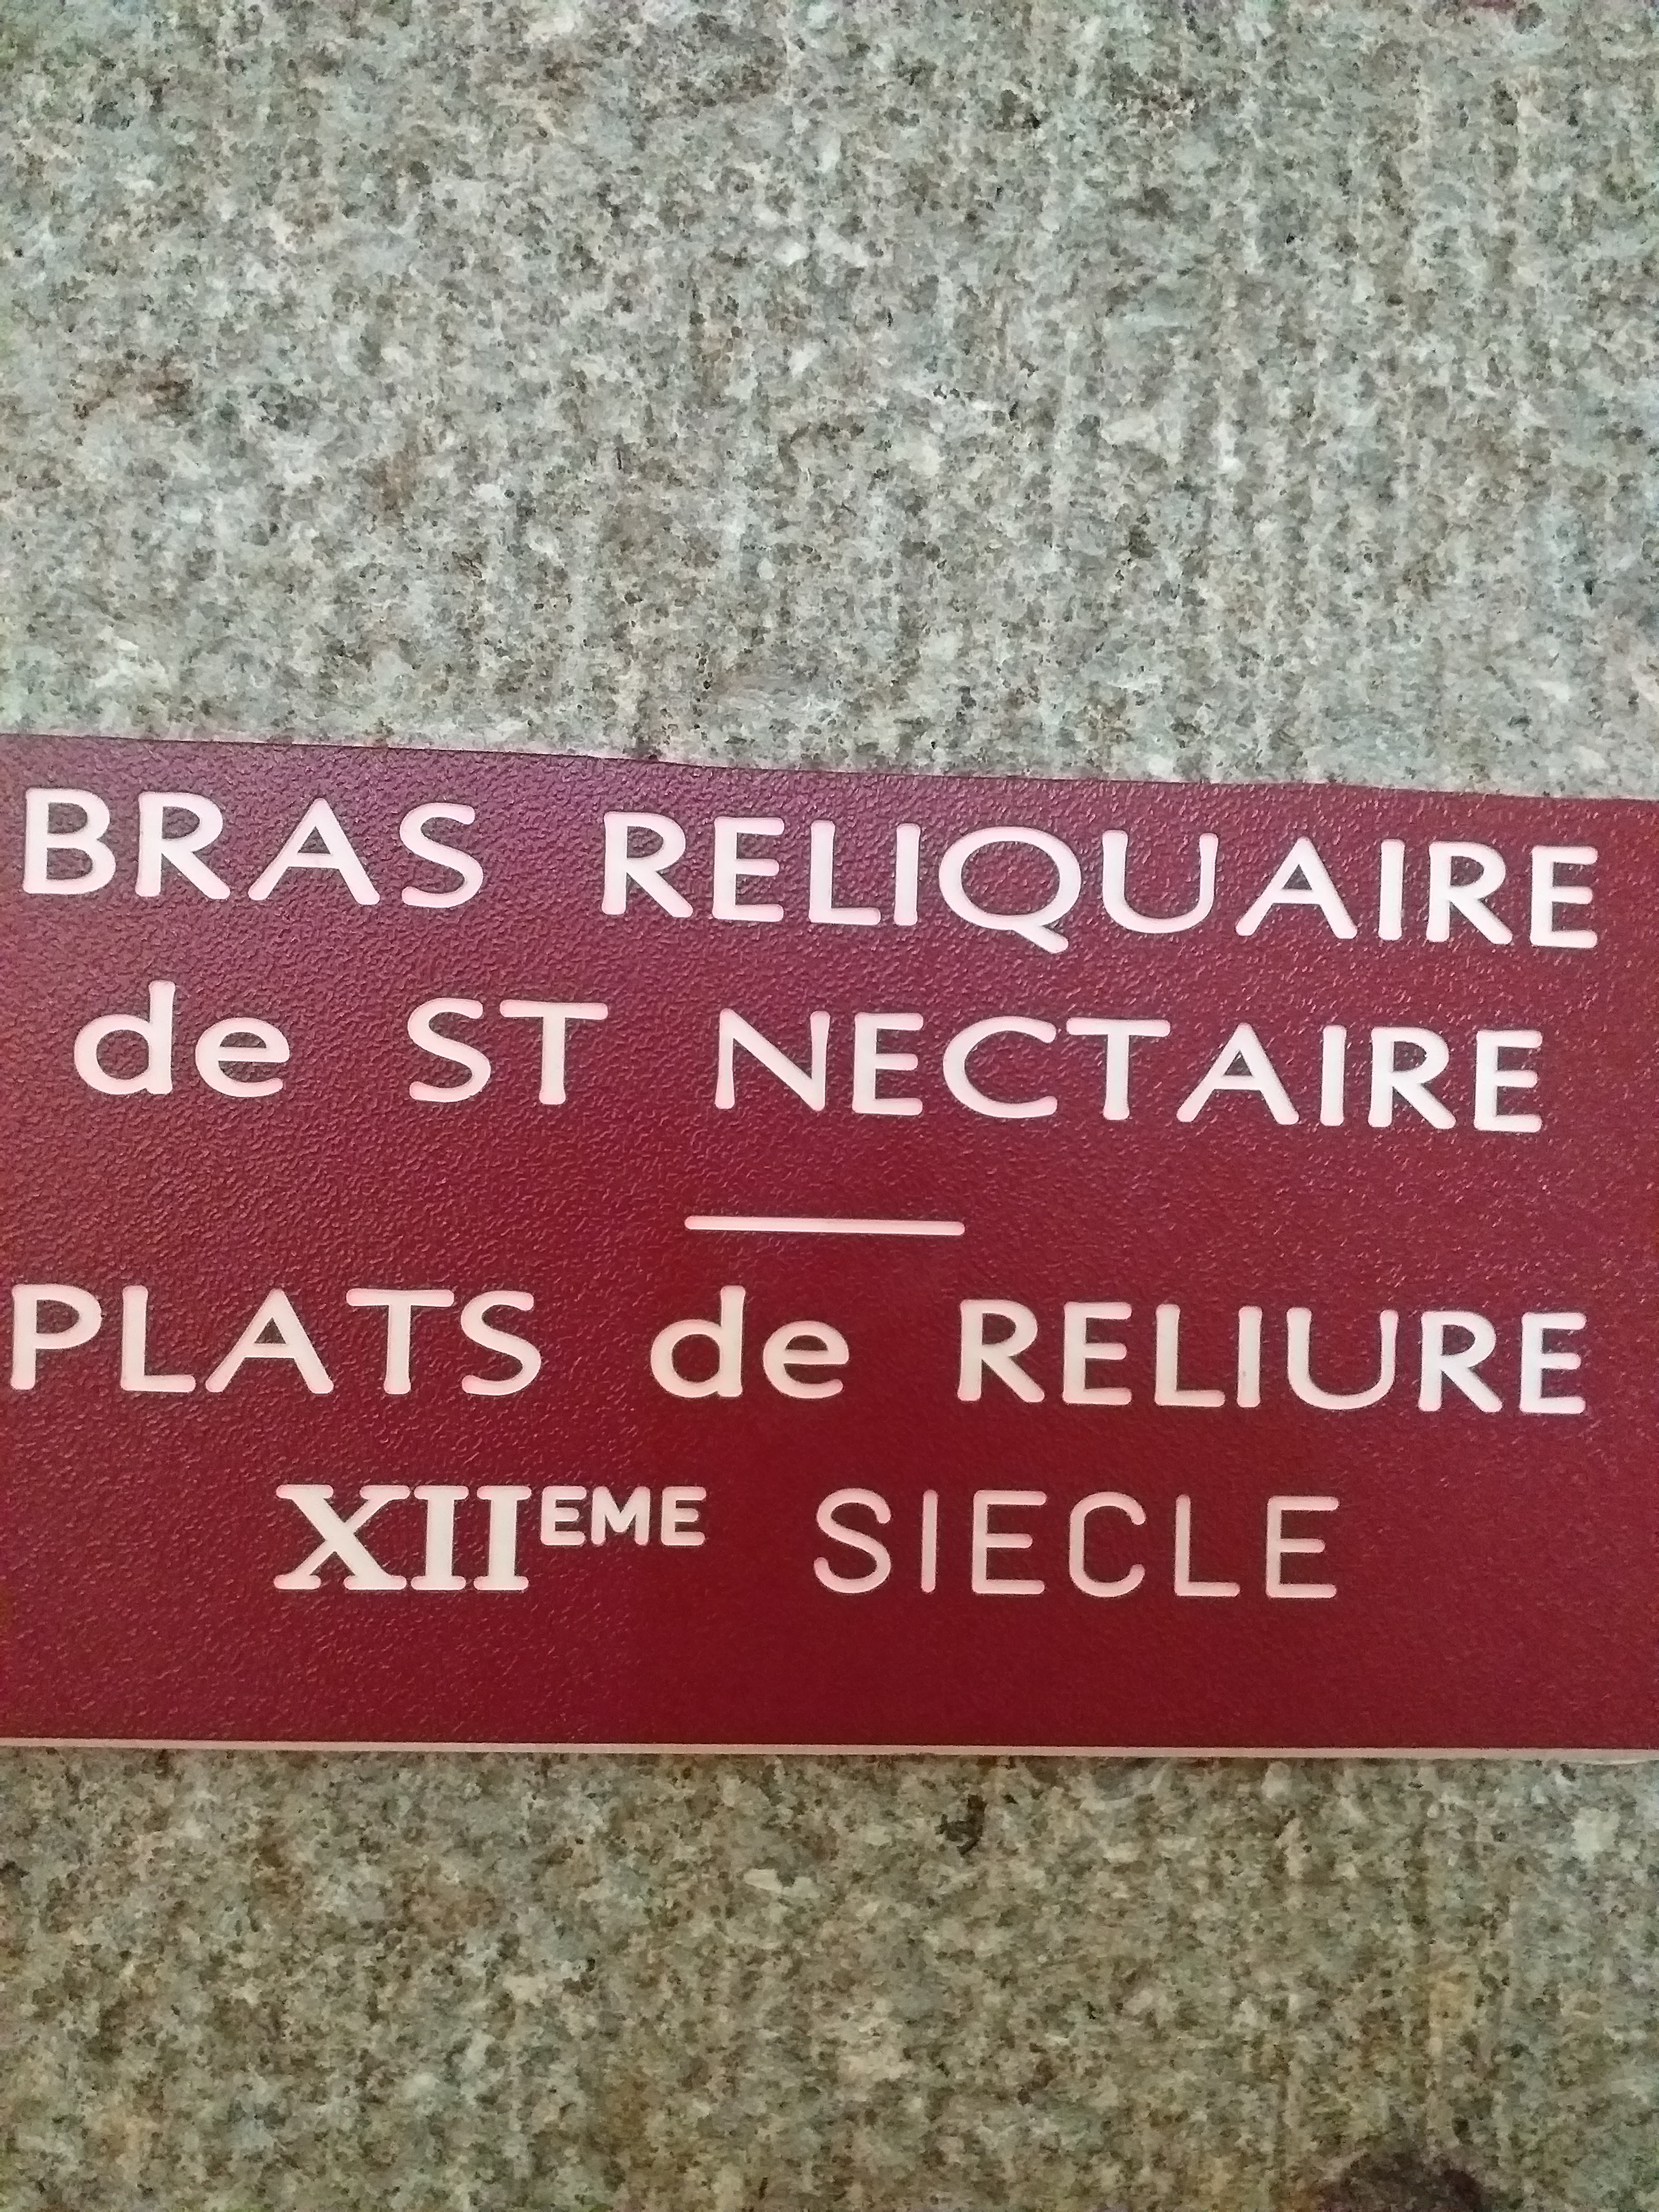 BRAS RELIQUAIRE
de ST NECTAIRE
PLATS de RELIURE
XIIEME SIECLE